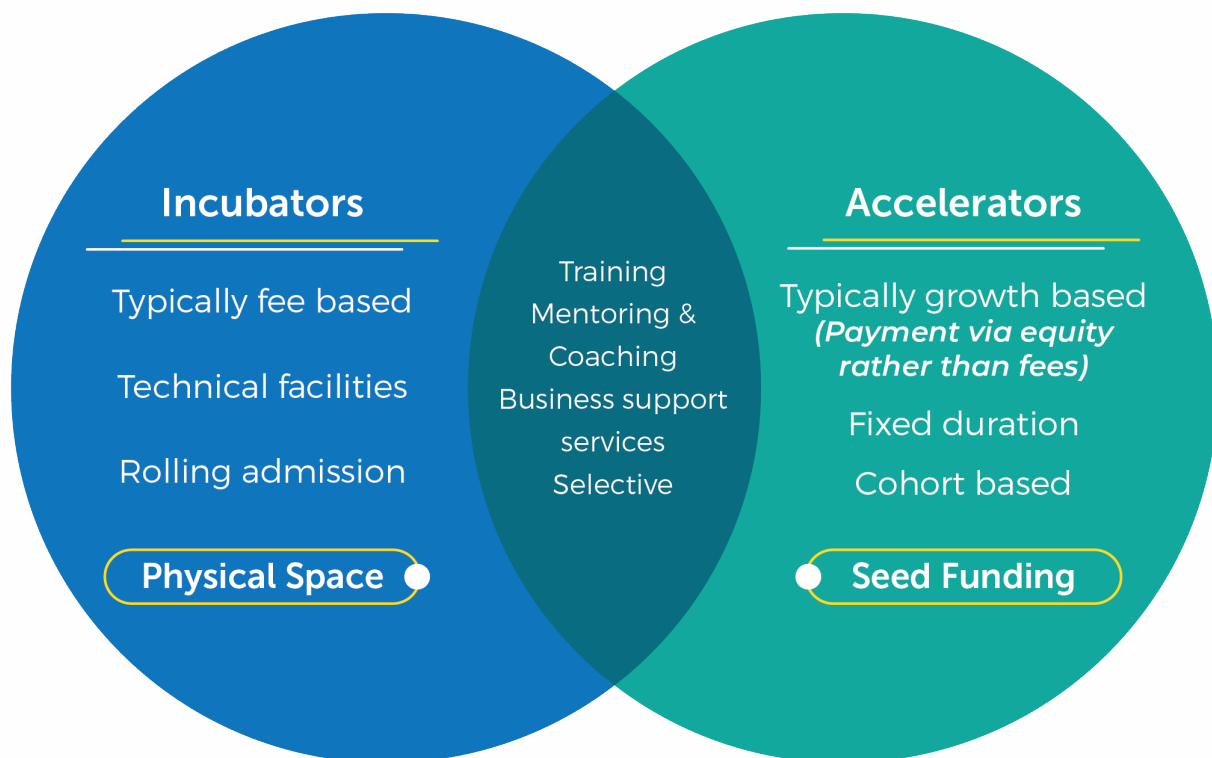 Incubators
Typically fee based
Technical facilities
Rolling admission
Physical Space
Training
Mentoring &
Coaching
Business support
services
Selective
Accelerators
Typically growth based
(Payment via equity
rather than fees)
Fixed duration
Cohort based
Seed Funding